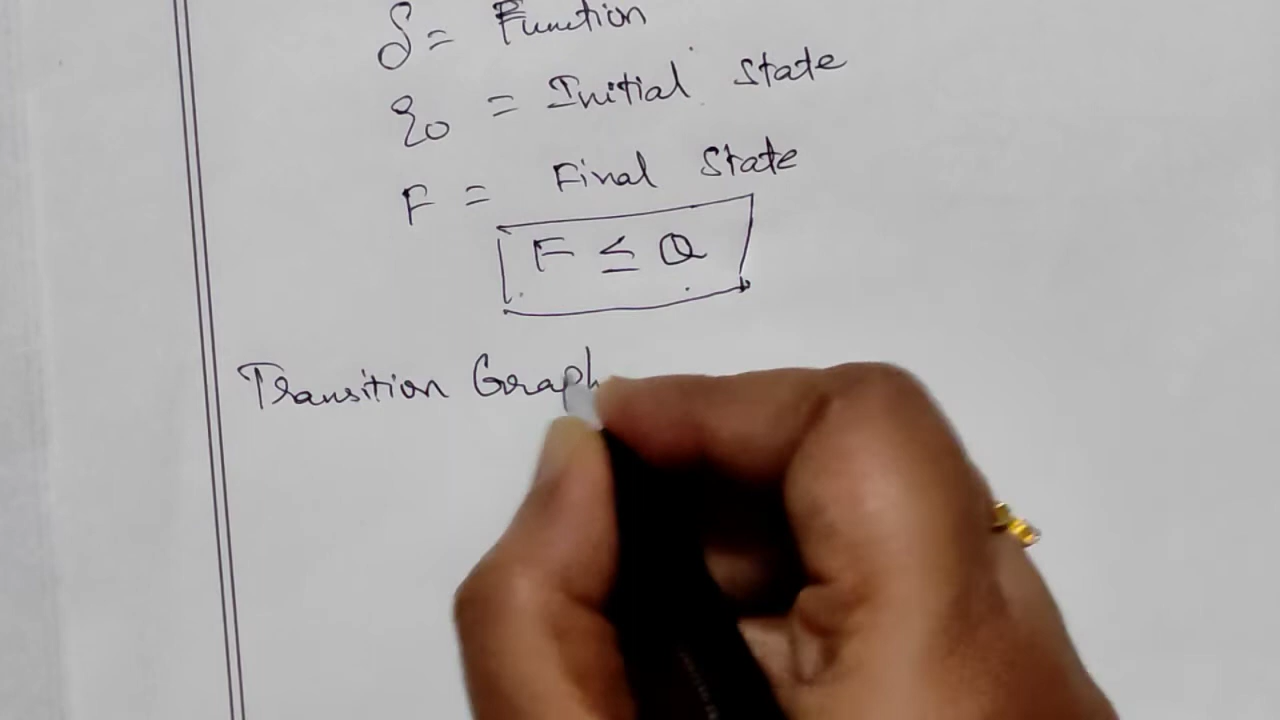 δ = Function
q0 = Initial State
F = Final State
F ≤ Q
Transition Graph